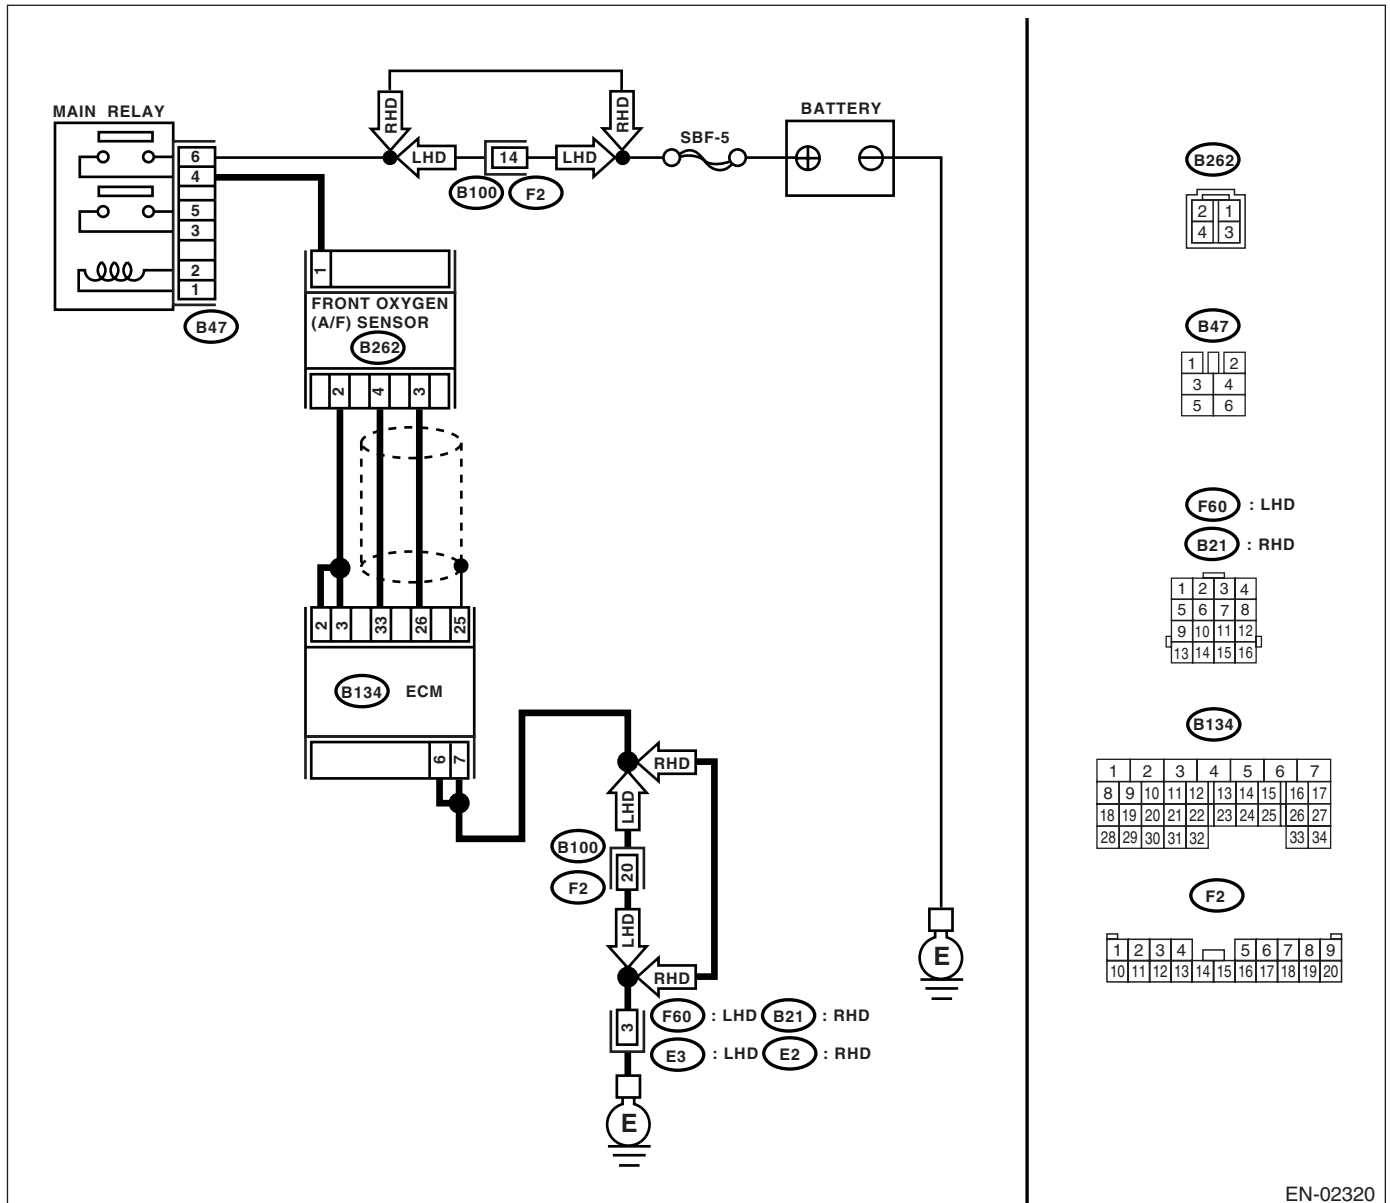 MAIN RELAY
6
4
5
3
2
1
B47
RHD
LHD
14
LHD
RHD
B100
F2
SBF-5
BATTERY
E
1
FRONT OXYGEN
(A/F) SENSOR
B262
2
4
3
2
3
33
26
25
B134 ECM
6
7
RHD
LHD
B100
20
F2
LHD
RHD
3
F60 : LHD B21 : RHD
E3 : LHD E2 : RHD
E
B262
2 1
4 3
B47
1 2
3 4
5 6
F60 : LHD
B21 : RHD
1 2 3 4
5 6 7 8
9 10 11 12
13 14 15 16
B134
1 2 3 4 5 6 7
8 9 10 11 12 13 14 15 16 17
18 19 20 21 22 23 24 25 26 27
28 29 30 31 32 33 34
F2
1 2 3 4 5 6 7 8 9
10 11 12 13 14 15 16 17 18 19 20
EN-02320